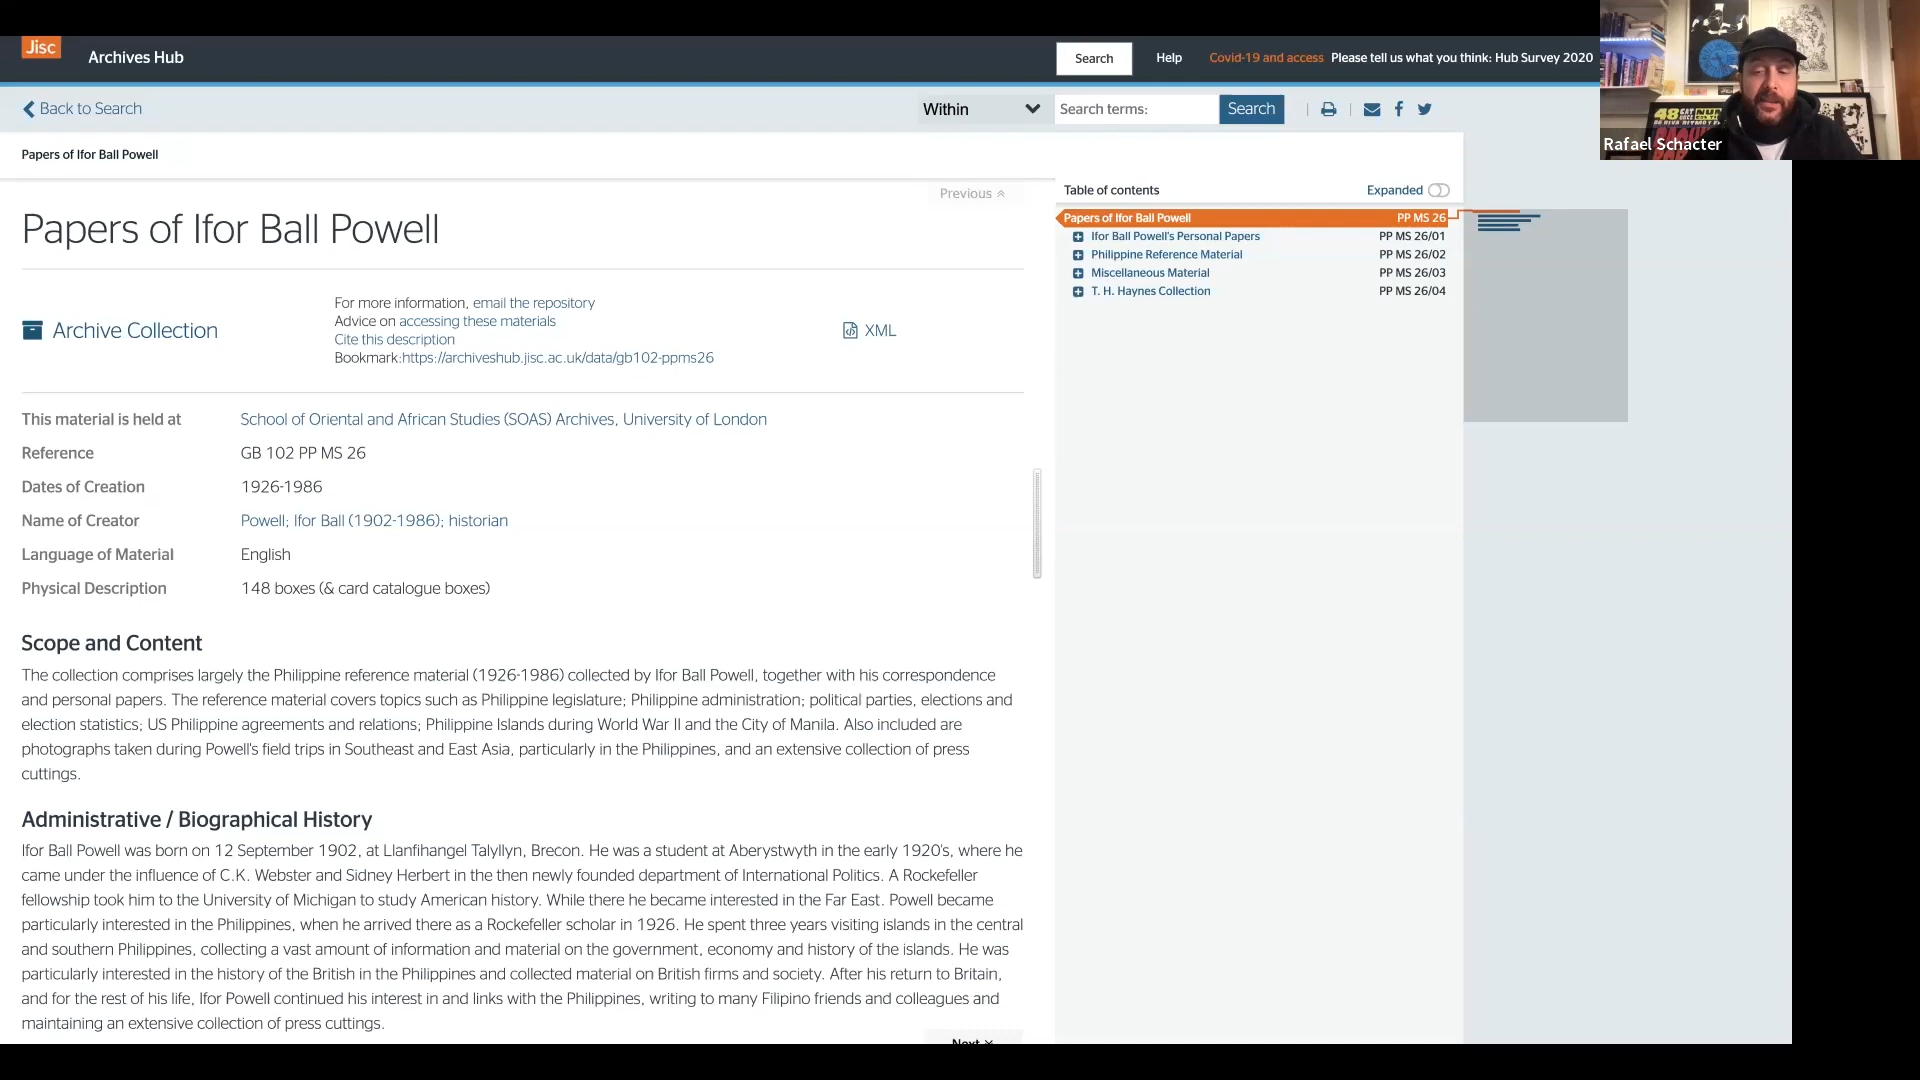 Jisc
Archives Hub
Search
Help
Covid-19 and access
Please tell us what you think: Hub Survey 2020
Rafael Schacter
Back to Search
Within
Search terms:
Search
Papers of Ifor Ball Powell
Previous
Papers of Ifor Ball Powell
Archive Collection
For more information, email the repository
Advice on accessing these materials
Cite this description
Bookmark:https://archiveshub.jisc.ac.uk/data/gb102-ppms26
XML
This material is held at School of Oriental and African Studies (SOAS) Archives, University of London
Reference GB 102 PP MS 26
Dates of Creation 1926-1986
Name of Creator Powell; Ifor Ball (1902-1986); historian
Language of Material English
Physical Description 148 boxes (& card catalogue boxes)
Scope and Content
The collection comprises largely the Philippine reference material (1926-1986) collected by Ifor Ball Powell, together with his correspondence
and personal papers. The reference material covers topics such as Philippine legislature; Philippine administration; political parties, elections and
election statistics; US Philippine agreements and relations; Philippine Islands during World War II and the City of Manila. Also included are
photographs taken during Powell's field trips in Southeast and East Asia, particularly in the Philippines, and an extensive collection of press
cuttings.
Administrative / Biographical History
Ifor Ball Powell was born on 12 September 1902, at Llanfihangel Talyllyn, Brecon. He was a student at Aberystwyth in the early 1920's, where he
came under the influence of C.K. Webster and Sidney Herbert in the then newly founded department of International Politics. A Rockefeller
fellowship took him to the University of Michigan to study American history. While there he became interested in the Far East. Powell became
particularly interested in the Philippines, when he arrived there as a Rockefeller scholar in 1926. He spent three years visiting islands in the central
and southern Philippines, collecting a vast amount of information and material on the government, economy and history of the islands. He was
particularly interested in the history of the British in the Philippines and collected material on British firms and society. After his return to Britain,
and for the rest of his life, Ifor Powell continued his interest in and links with the Philippines, writing to many Filipino friends and colleagues and
maintaining an extensive collection of press cuttings.
Next
Table of contents
Expanded
Papers of Ifor Ball Powell PP MS 26
Ifor Ball Powell's Personal Papers PP MS 26/01
Philippine Reference Material PP MS 26/02
Miscellaneous Material PP MS 26/03
T. H. Haynes Collection PP MS 26/04